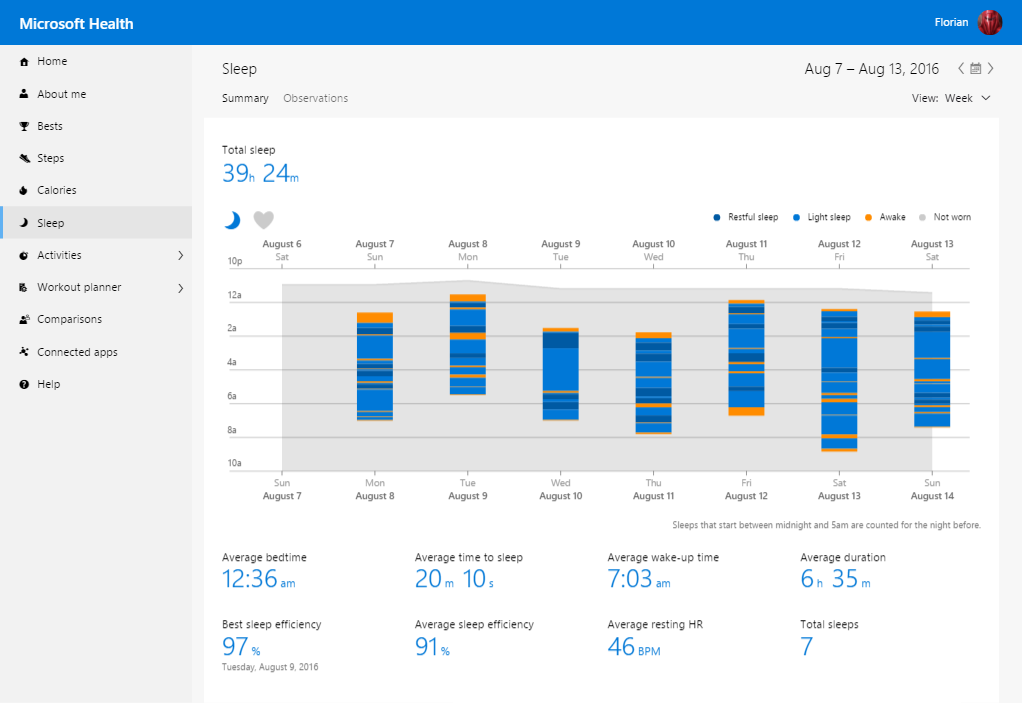 Microsoft Health
Florian
Home
About me
Bests
Steps
Calories
Sleep
Activities
Workout planner
Comparisons
Connected apps
Help
Sleep
Aug 7 – Aug 13, 2016
Summary Observations
View: Week
Total sleep
39h 24m
Restful sleep Light sleep Awake Not worn
August 6 August 7 August 8 August 9 August 10 August 11 August 12 August 13
Sat Sun Mon Tue Wed Thu Fri Sat
10p
12a
2a
4a
6a
8a
10a
Sun Mon Tue Wed Thu Fri Sat Sun
August 7 August 8 August 9 August 10 August 11 August 12 August 13 August 14
Sleeps that start between midnight and 5am are counted for the night before.
Average bedtime Average time to sleep Average wake-up time Average duration
12:36 am 20 m 10 s 7:03 am 6 h 35 m
Best sleep efficiency Average sleep efficiency Average resting HR Total sleeps
97 % 91 % 46 BPM 7
Tuesday, August 9, 2016